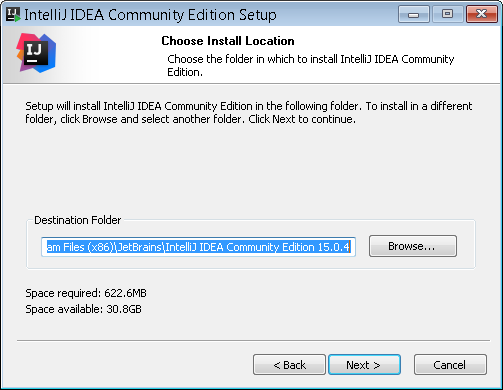 IntelliJ IDEA Community Edition Setup
IJ
Choose Install Location
Choose the folder in which to install IntelliJ IDEA Community
Edition.
Setup will install IntelliJ IDEA Community Edition in the following folder. To install in a different
folder, click Browse and select another folder. Click Next to continue.
Destination Folder
am Files (x86)\JetBrains\IntelliJ IDEA Community Edition 15.0.4
Browse...
Space required: 622.6MB
Space available: 30.8GB
< Back
Next >
Cancel